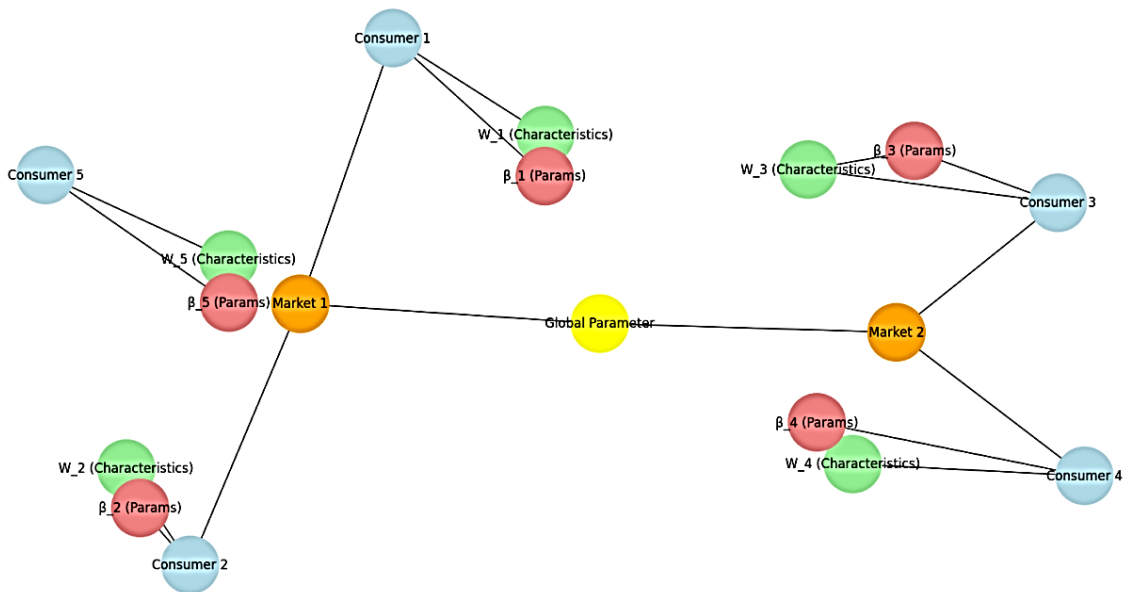 Consumer 1
W_1 (Characteristics)
β_1 (Params)
β_3 (Params)
W_3 (Characteristics)
Consumer 5
Consumer 3
W_5 (Characteristics)
β_5 (Params)
Market 1
Global Parameter
Market 2
β_4 (Params)
W_4 (Characteristics)
Consumer 4
W_2 (Characteristics)
β_2 (Params)
Consumer 2